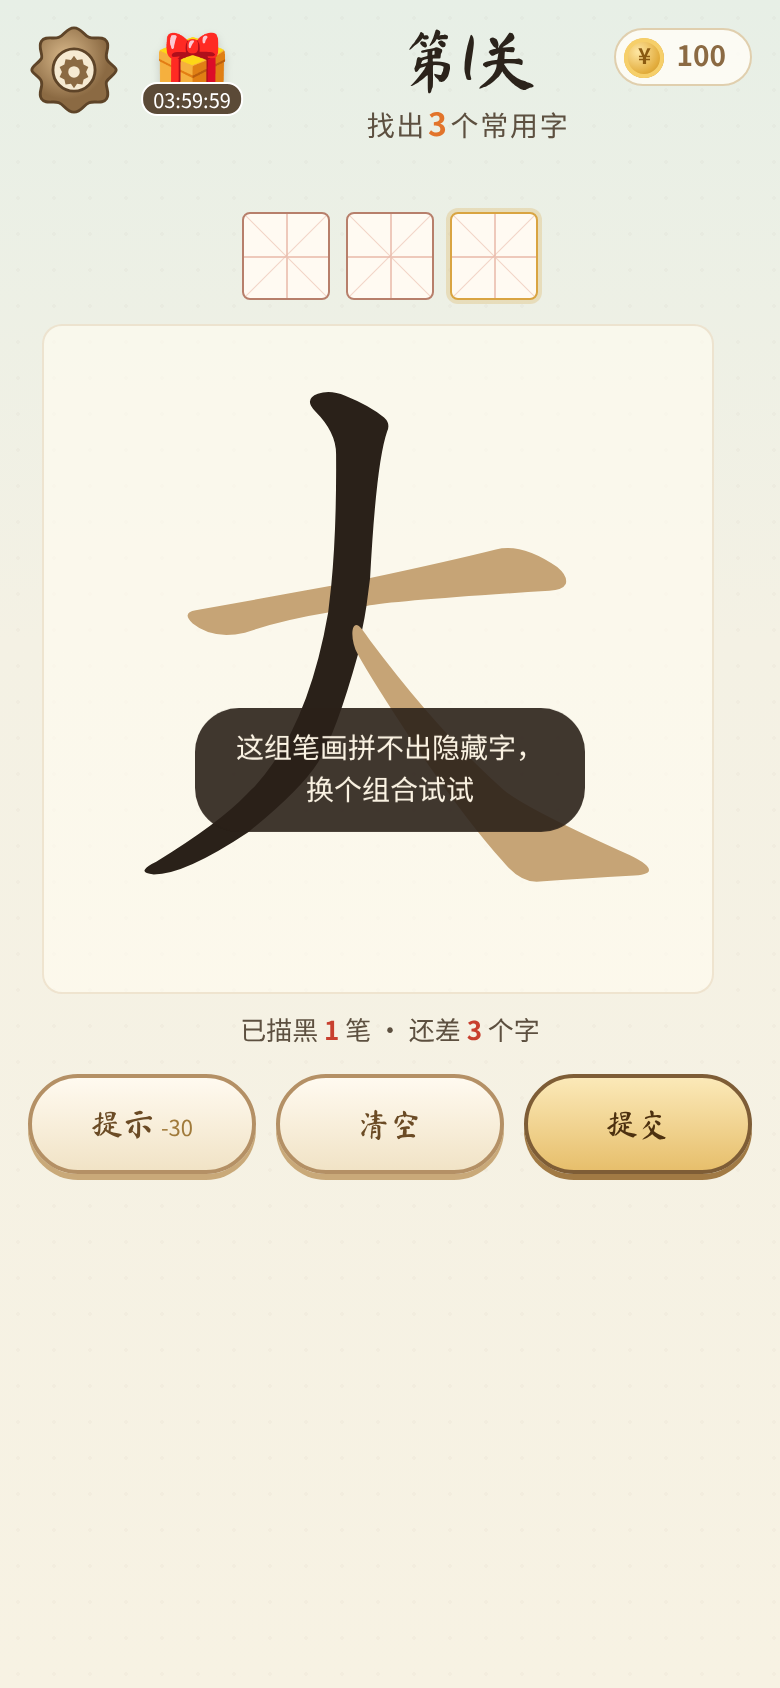 第1关
¥ 100
03:59:59
找出3个常用字
这组笔画拼不出隐藏字，
换个组合试试
已描黑 1 笔 · 还差 3 个字
提示 -30
清空
提交